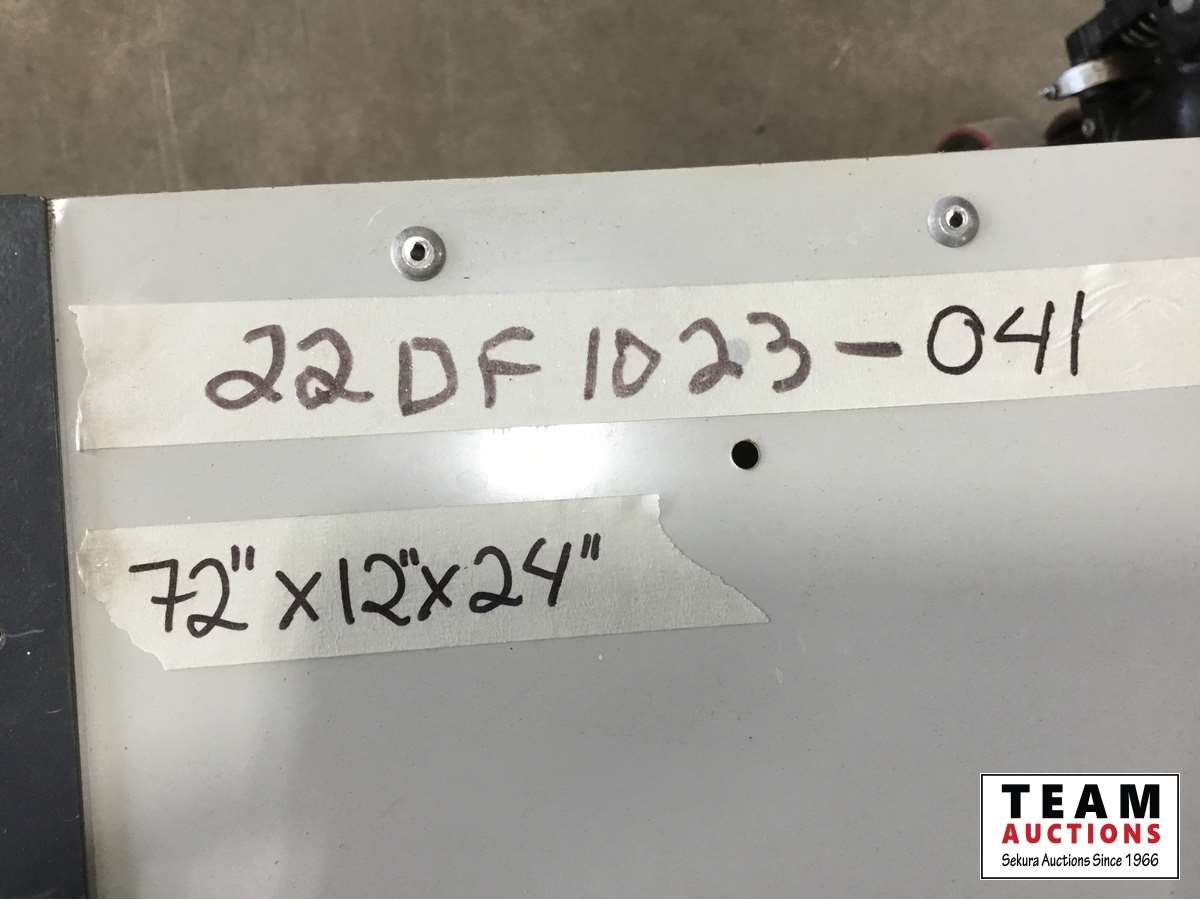 22DF1023-041
72"x12"x24"
TEAM
AUCTIONS
Sekura Auctions Since 1966